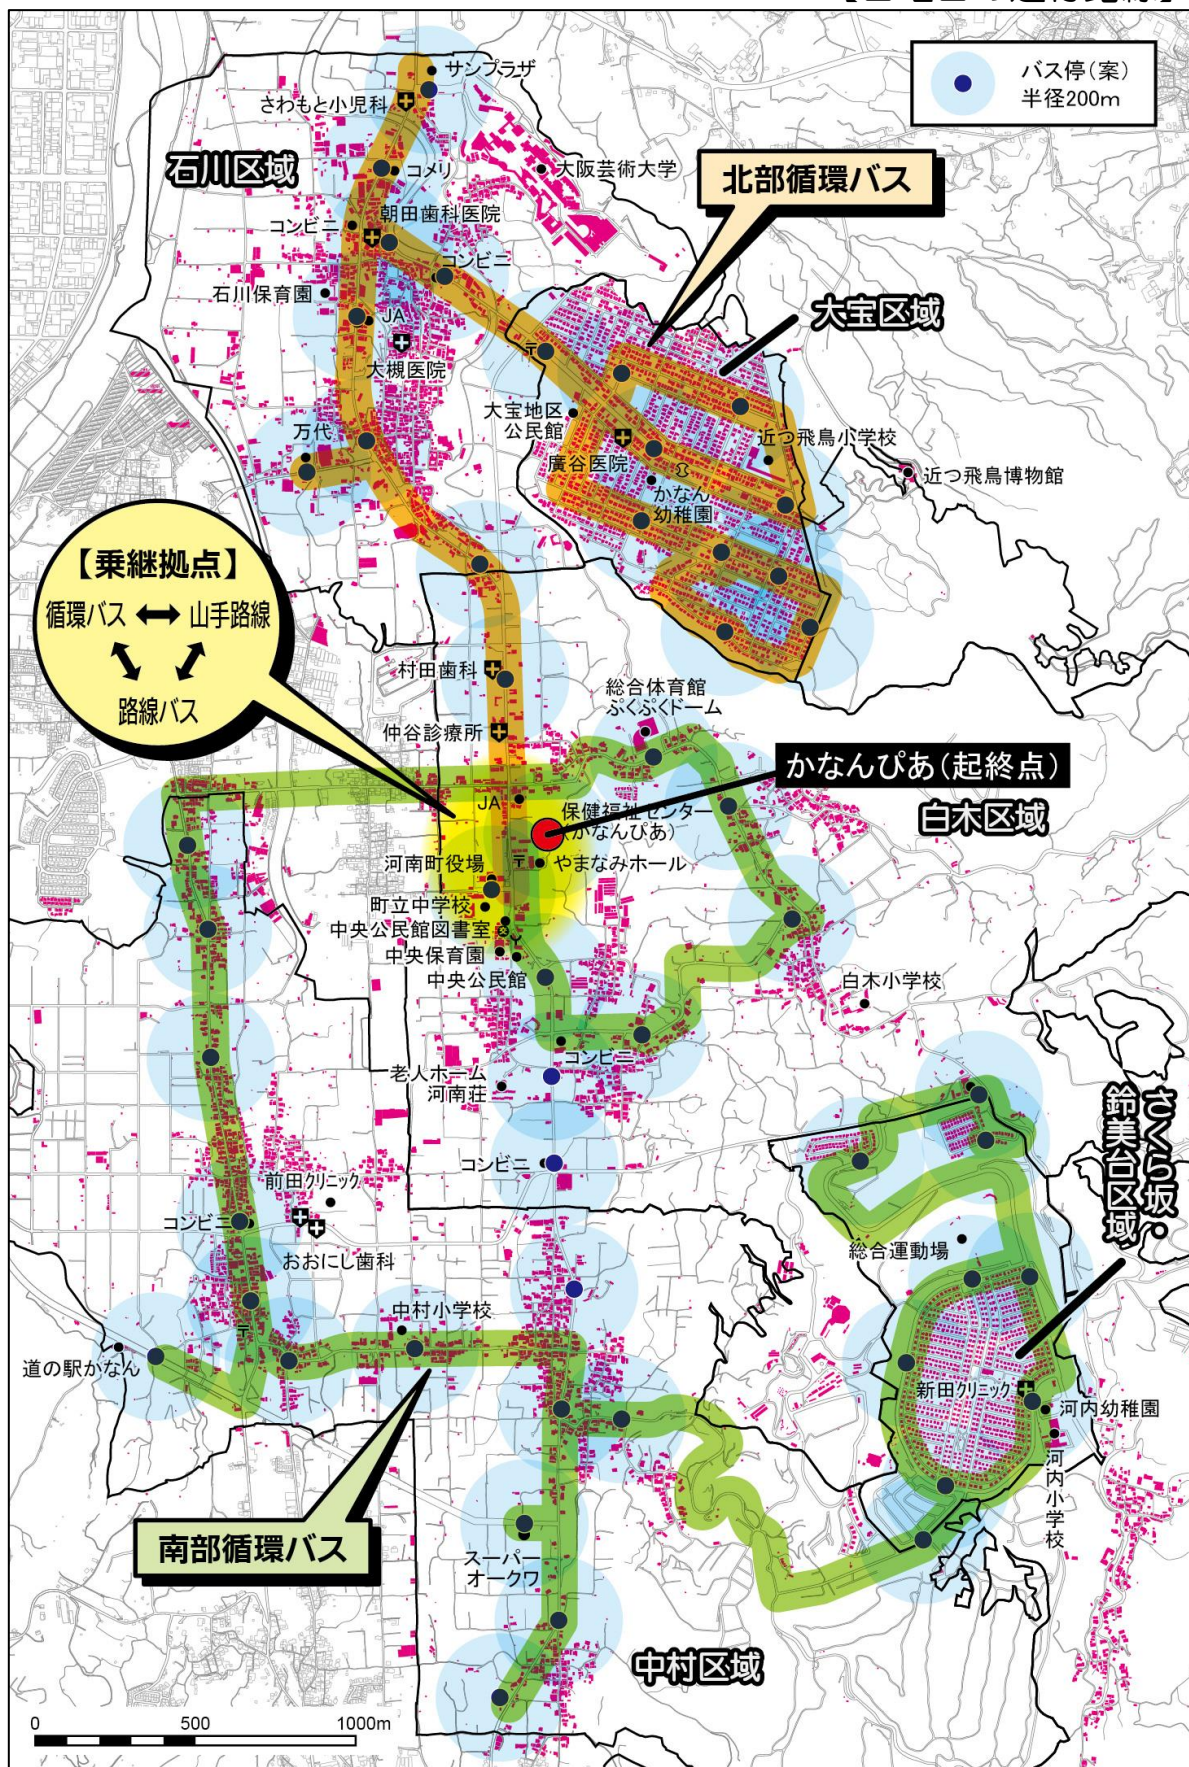 バス停（案）
半径200m
サンプラザ
さわもと小児科
石川区域
コメリ
大阪芸術大学
北部循環バス
朝田歯科医院
コンビニ
コンビニ
石川保育園
JA
大槻医院
大宝区域
万代
大宝地区
公民館
廣谷医院
近つ飛鳥小学校
かなん
幼稚園
近つ飛鳥博物館
【乗継拠点】
循環バス
山手路線
路線バス
村田歯科
総合体育館
ぷくぷくドーム
仲谷診療所
かなんぴあ（起終点）
JA
保健福祉センター
（かなんぴあ）
白木区域
河南町役場
やまなみホール
町立中学校
中央公民館図書室
中央保育園
中央公民館
白木小学校
コンビニ
老人ホーム
河南荘
さくら坂・
鈴美台区域
コンビニ
前田クリニック
コンビニ
おおにし歯科
総合運動場
中村小学校
道の駅かなん
新田クリニック
河内幼稚園
河内小学校
南部循環バス
スーパー
オークワ
中村区域
0
500
1000m